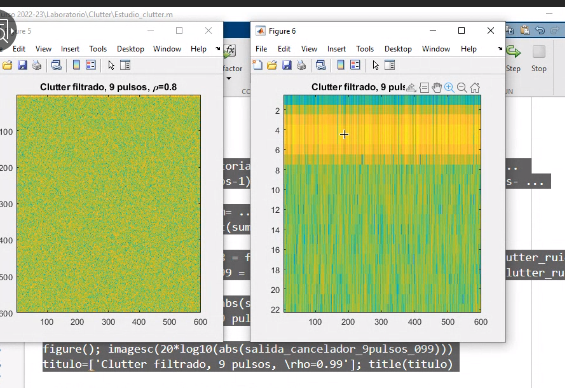 2022-23\Laboratorio\Clutter\Estudio_clutter.m
Figure 6
Edit View Insert Tools Desktop Window Help
File Edit View Insert Tools Desktop Window Help
Step Stop
Clutter filtrado, 9 pulsos, ρ=0.8
Clutter filtrado, 9 puls
100
200
300
400
500
600
100 200 300 400 500 600
2
4
6
8
10
12
14
16
18
20
22
100 200 300 400 500 600
os-1)
figure(); imagesc(20*log10(abs(salida_cancelador_9pulsos_099)))
titulo=['Clutter filtrado, 9 pulsos, \rho=0.99']; title(titulo)